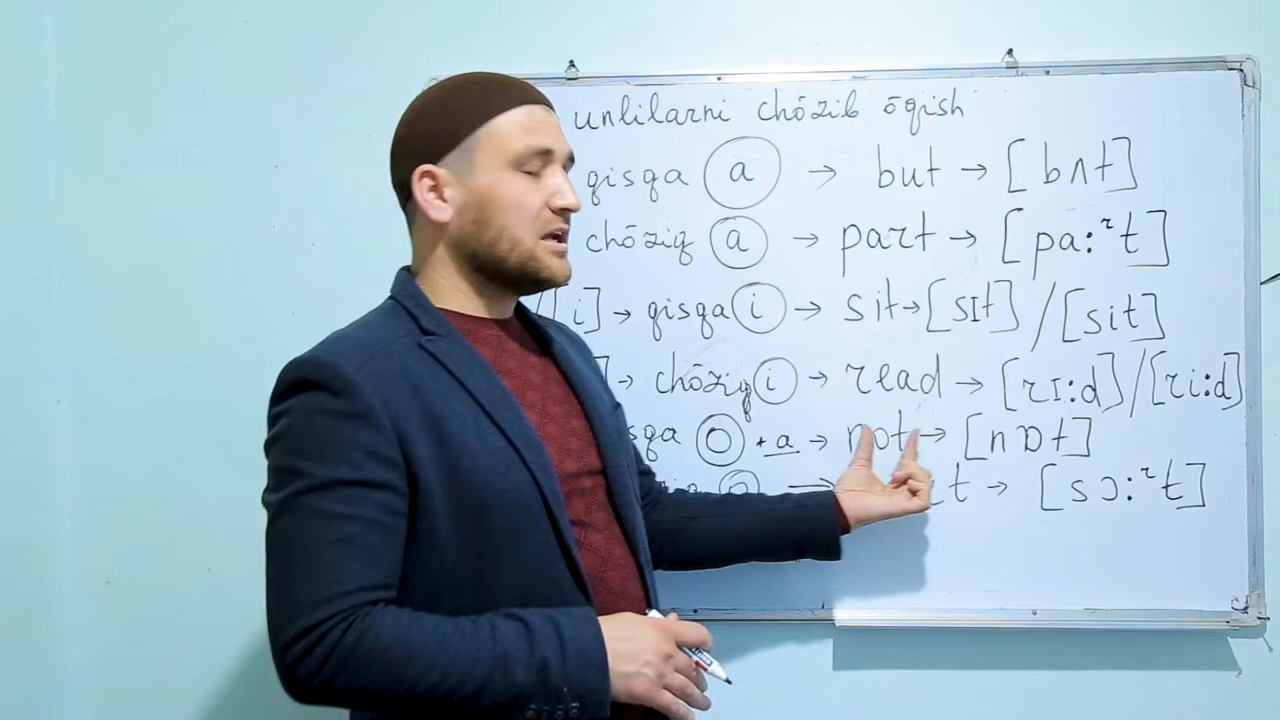 unlilarni chōzib ōqish
qisqa a → but → [bʌt]
chōziq a → part → [pa:ʳt]
/[i] → qisqa i → sit → [sɪt] / [sit]
] → chōziq i → read → [rɪ:d] / [ri:d]
o + a → not → [nɒt]
o → t → [sɔ:ʳt]